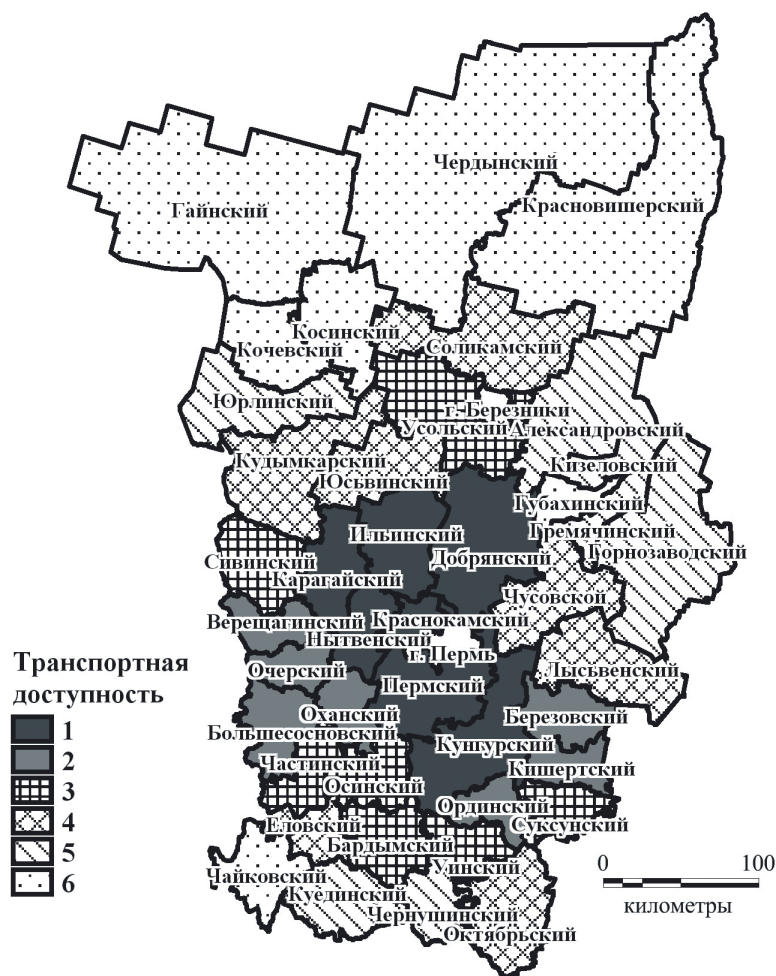 Чердынский
Красновишерский
Гайнский
Косинский
Кочевский
Соликамский
Юрлинский
г. Березники
Усольский
Александровский
Кудымкарский
Кизеловский
Юсьвинский
Губахинский
Ильинский
Гремячинский
Добрянский
Горнозаводский
Сивинский
Карагайский
Чусовской
Верещагинский
Краснокамский
Нытвенский
г. Пермь
Очерский
Лысьвенский
Пермский
Оханский
Березовский
Большесосновский
Кунгурский
Частинский
Кишертский
Осинский
Ординский
Еловский
Суксунский
Бардымский
Уинский
Чайковский
Куединский
Чернушинский
Октябрьский
Транспортная
доступность
1
2
3
4
5
6
0 100
километры